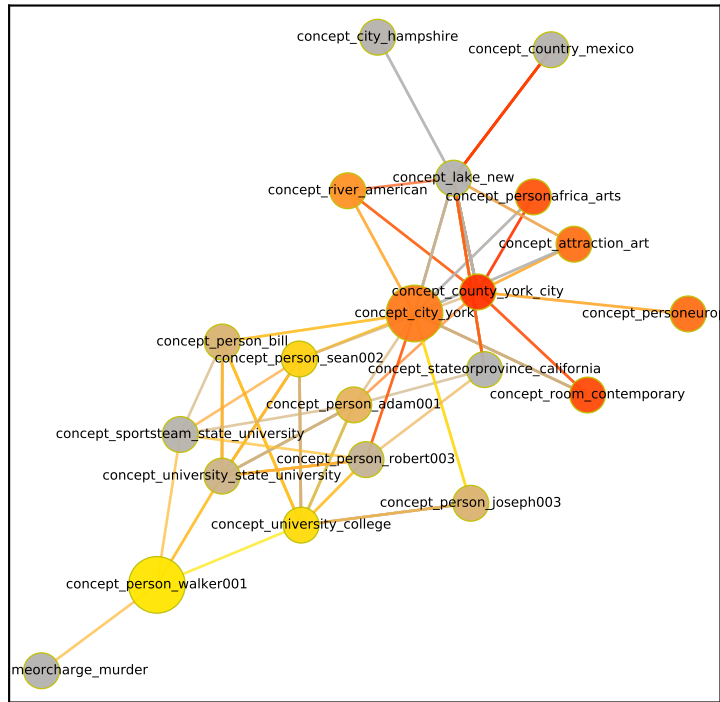 concept_city_hampshire
concept_country_mexico
concept_lake_new
concept_river_american
concept_personafrica_arts
concept_attraction_art
concept_county_york_city
concept_city_york
concept_personeurop
concept_person_bill
concept_person_sean002
concept_stateorprovince_california
concept_room_contemporary
concept_person_adam001
concept_sportsteam_state_university
concept_person_robert003
concept_university_state_university
concept_person_joseph003
concept_university_college
concept_person_walker001
meorcharge_murder